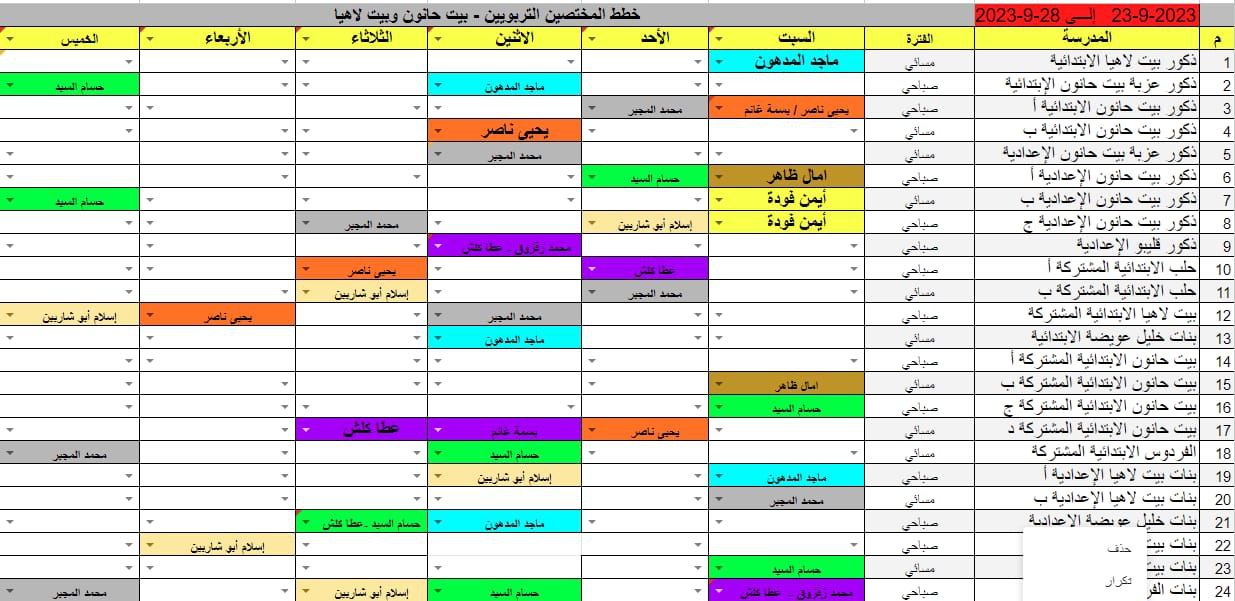 23-9-2023 إلى 28-9-2023 خطط المختصين التربويين - بيت حانون وبيت لاهيا
م المدرسة الفترة السبت الأحد الاثنين الثلاثاء الأربعاء الخميس
1 ذكور بيت لاهيا الابتدائية مسائي ماجد المدهون
2 ذكور عزبة بيت حانون الإبتدائية صباحي ماجد المدهون حسام السيد
3 ذكور بيت حانون الابتدائية أ صباحي يحيى ناصر / بسمة غانم محمد المجبر
4 ذكور بيت حانون الابتدائية ب مسائي يحيى ناصر
5 ذكور عزبة بيت حانون الإعدادية مسائي محمد المجبر
6 ذكور بيت حانون الإعدادية أ صباحي امال ظاهر حسام السيد
7 ذكور بيت حانون الإعدادية ب مسائي أيمن فودة حسام السيد
8 ذكور بيت حانون الإعدادية ج صباحي أيمن فودة إسلام أبو شاربين محمد المجبر
9 ذكور قليبو الإعدادية صباحي محمد زقزوق - عطا كلش
10 حلب الابتدائية المشتركة أ صباحي عطا كلش يحيى ناصر
11 حلب الابتدائية المشتركة ب مسائي محمد المجبر إسلام أبو شاربين
12 بيت لاهيا الابتدائية المشتركة صباحي محمد المجبر يحيى ناصر إسلام أبو شاربين
13 بنات خليل عويضة الابتدائية مسائي ماجد المدهون
14 بيت حانون الابتدائية المشتركة أ صباحي
15 بيت حانون الابتدائية المشتركة ب مسائي امال ظاهر
16 بيت حانون الابتدائية المشتركة ج صباحي حسام السيد
17 بيت حانون الابتدائية المشتركة د مسائي يحيى ناصر بسمة غانم عطا كلش
18 الفردوس الابتدائية المشتركة مسائي حسام السيد محمد المجبر
19 بنات بيت لاهيا الإعدادية أ صباحي ماجد المدهون إسلام أبو شاربين
20 بنات بيت لاهيا الإعدادية ب مسائي محمد المجبر
21 بنات خليل عويضة الإعدادية صباحي ماجد المدهون حسام السيد -عطا كلش
22 بنات بيت صباحي إسلام أبو شاربين
حذف
23 بنات بيت مسائي حسام السيد
تكرار
24 بنات الفر صباحي محمد زقزوق - عطا كلش حسام السيد إسلام أبو شاربين محمد المجبر